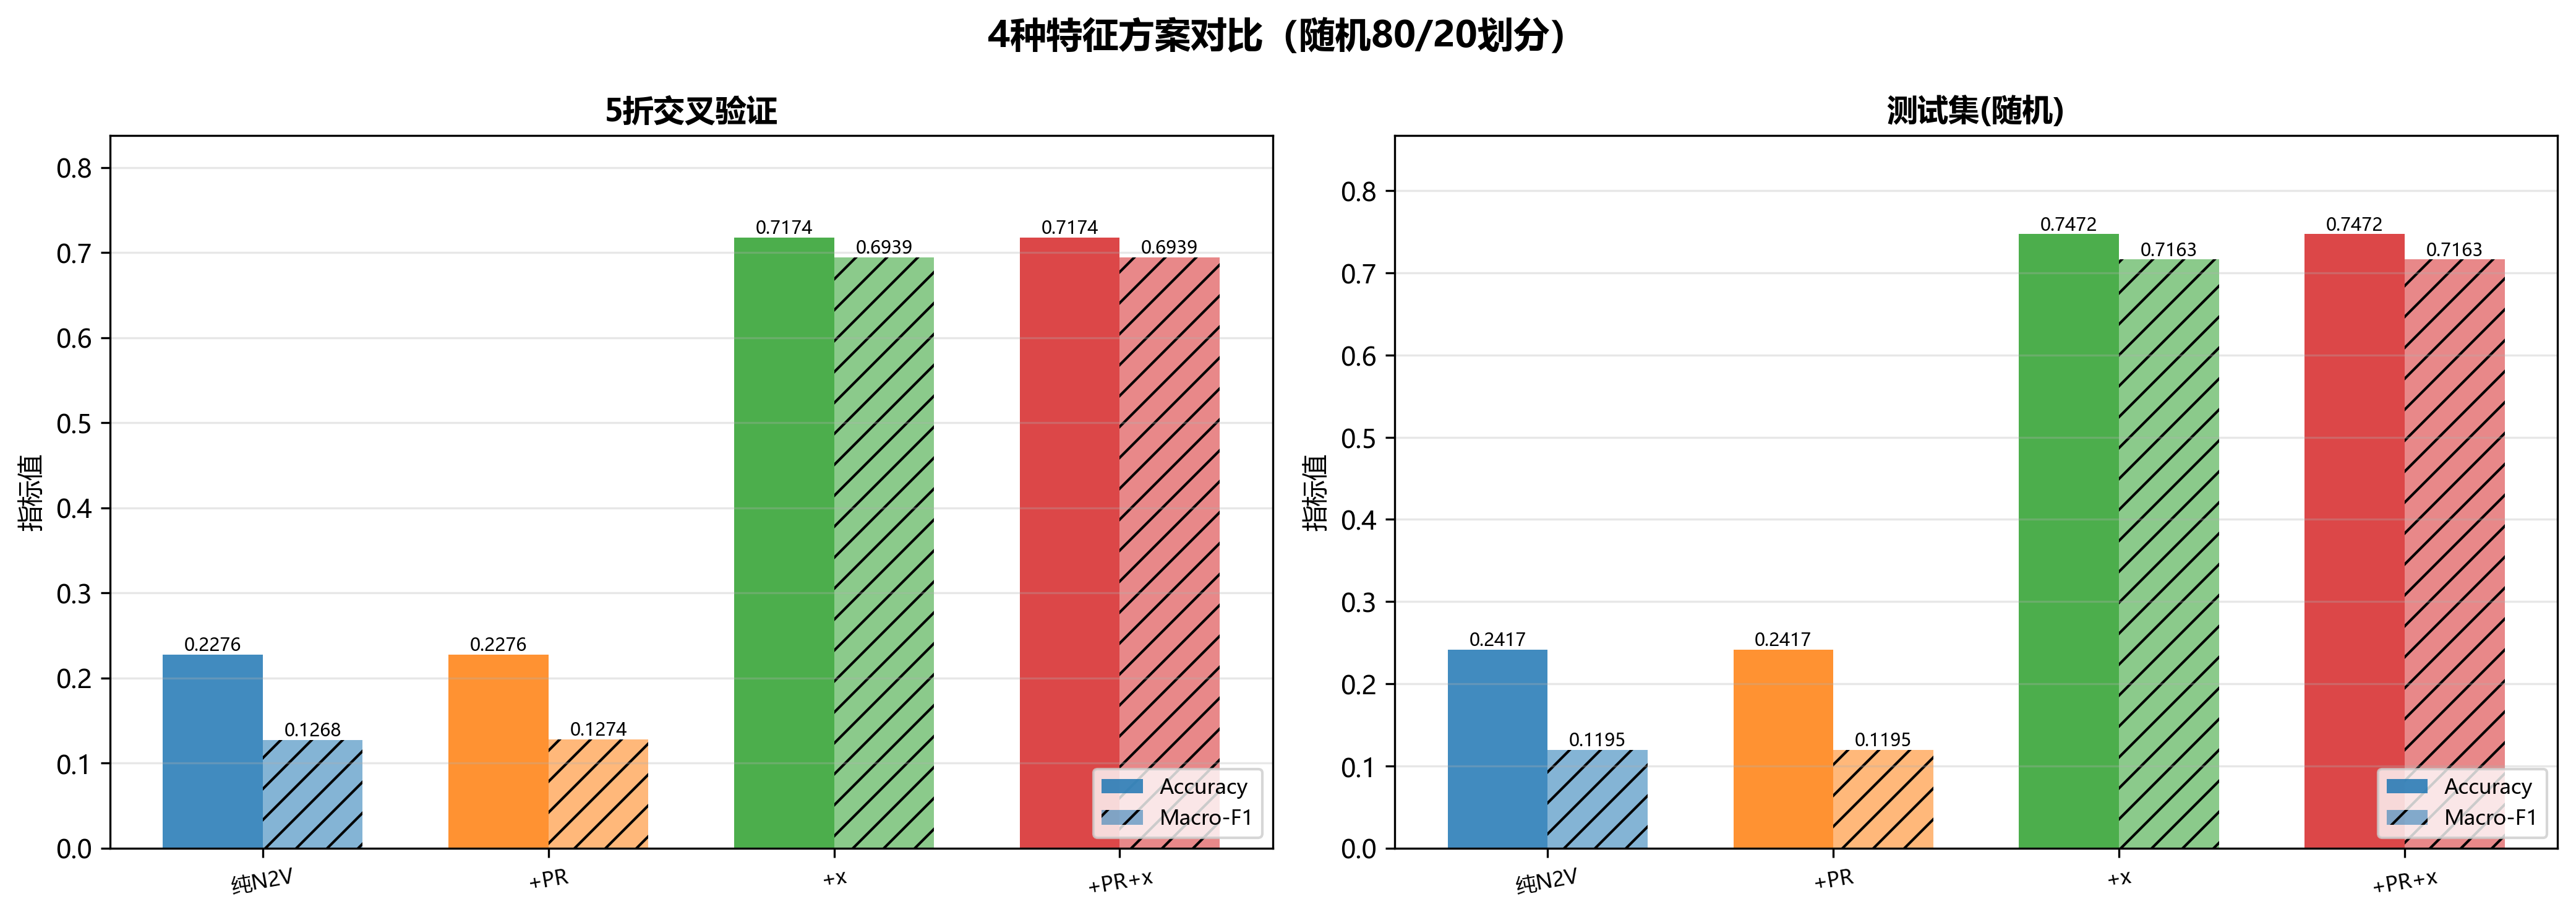 4种特征方案对比（随机80/20划分）
5折交叉验证
指标值
0.8
0.7
0.6
0.5
0.4
0.3
0.2
0.1
0.0
0.2276
0.1268
0.2276
0.1274
0.7174
0.6939
0.7174
0.6939
Accuracy
Macro-F1
纯N2V
+PR
+x
+PR+x
测试集(随机)
指标值
0.8
0.7
0.6
0.5
0.4
0.3
0.2
0.1
0.0
0.2417
0.1195
0.2417
0.1195
0.7472
0.7163
0.7472
0.7163
Accuracy
Macro-F1
纯N2V
+PR
+x
+PR+x